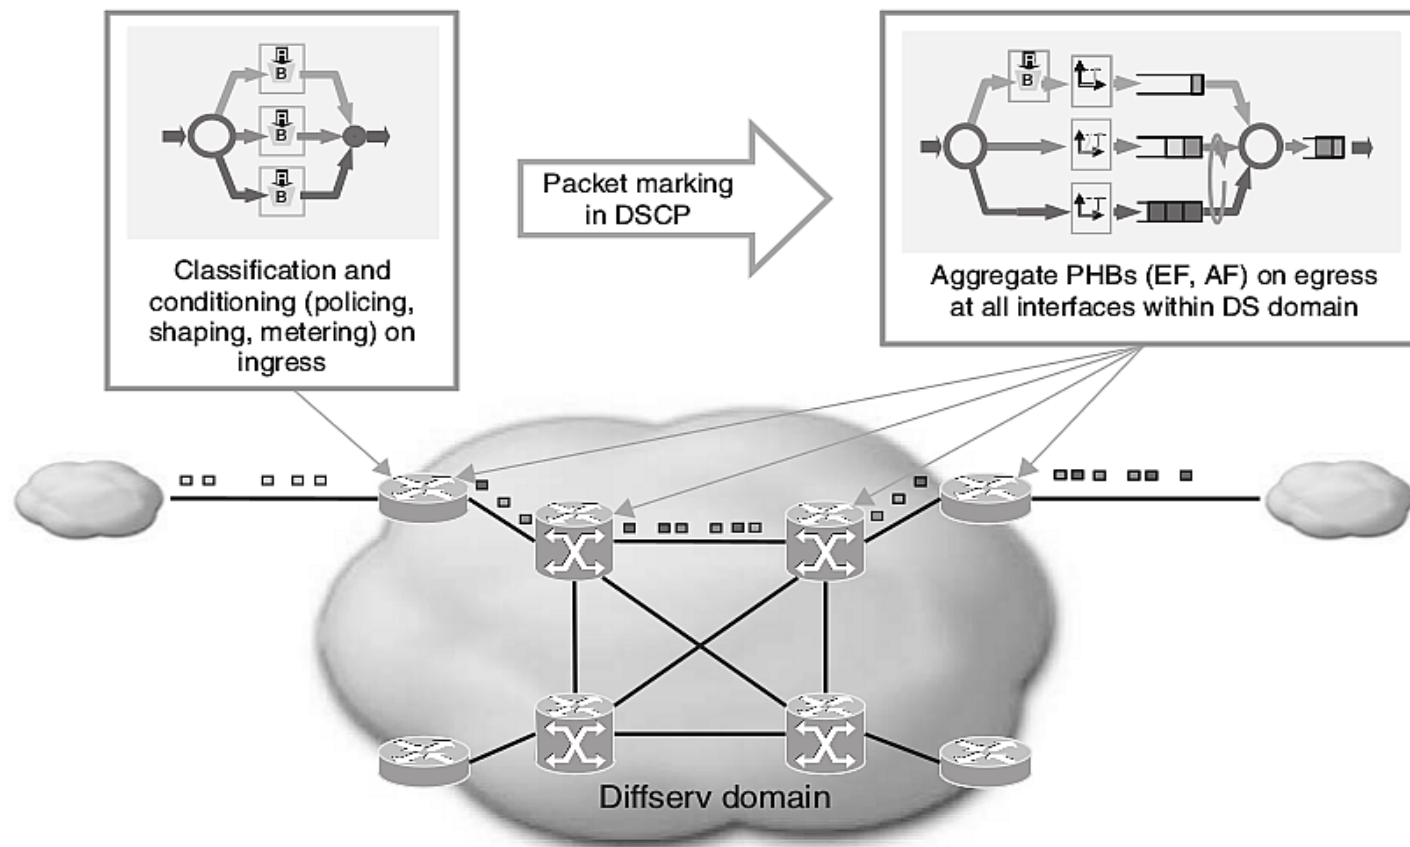 B
B
B
Classification and
conditioning (policing,
shaping, metering) on
ingress
Packet marking
in DSCP
B
Aggregate PHBs (EF, AF) on egress
at all interfaces within DS domain
Diffserv domain